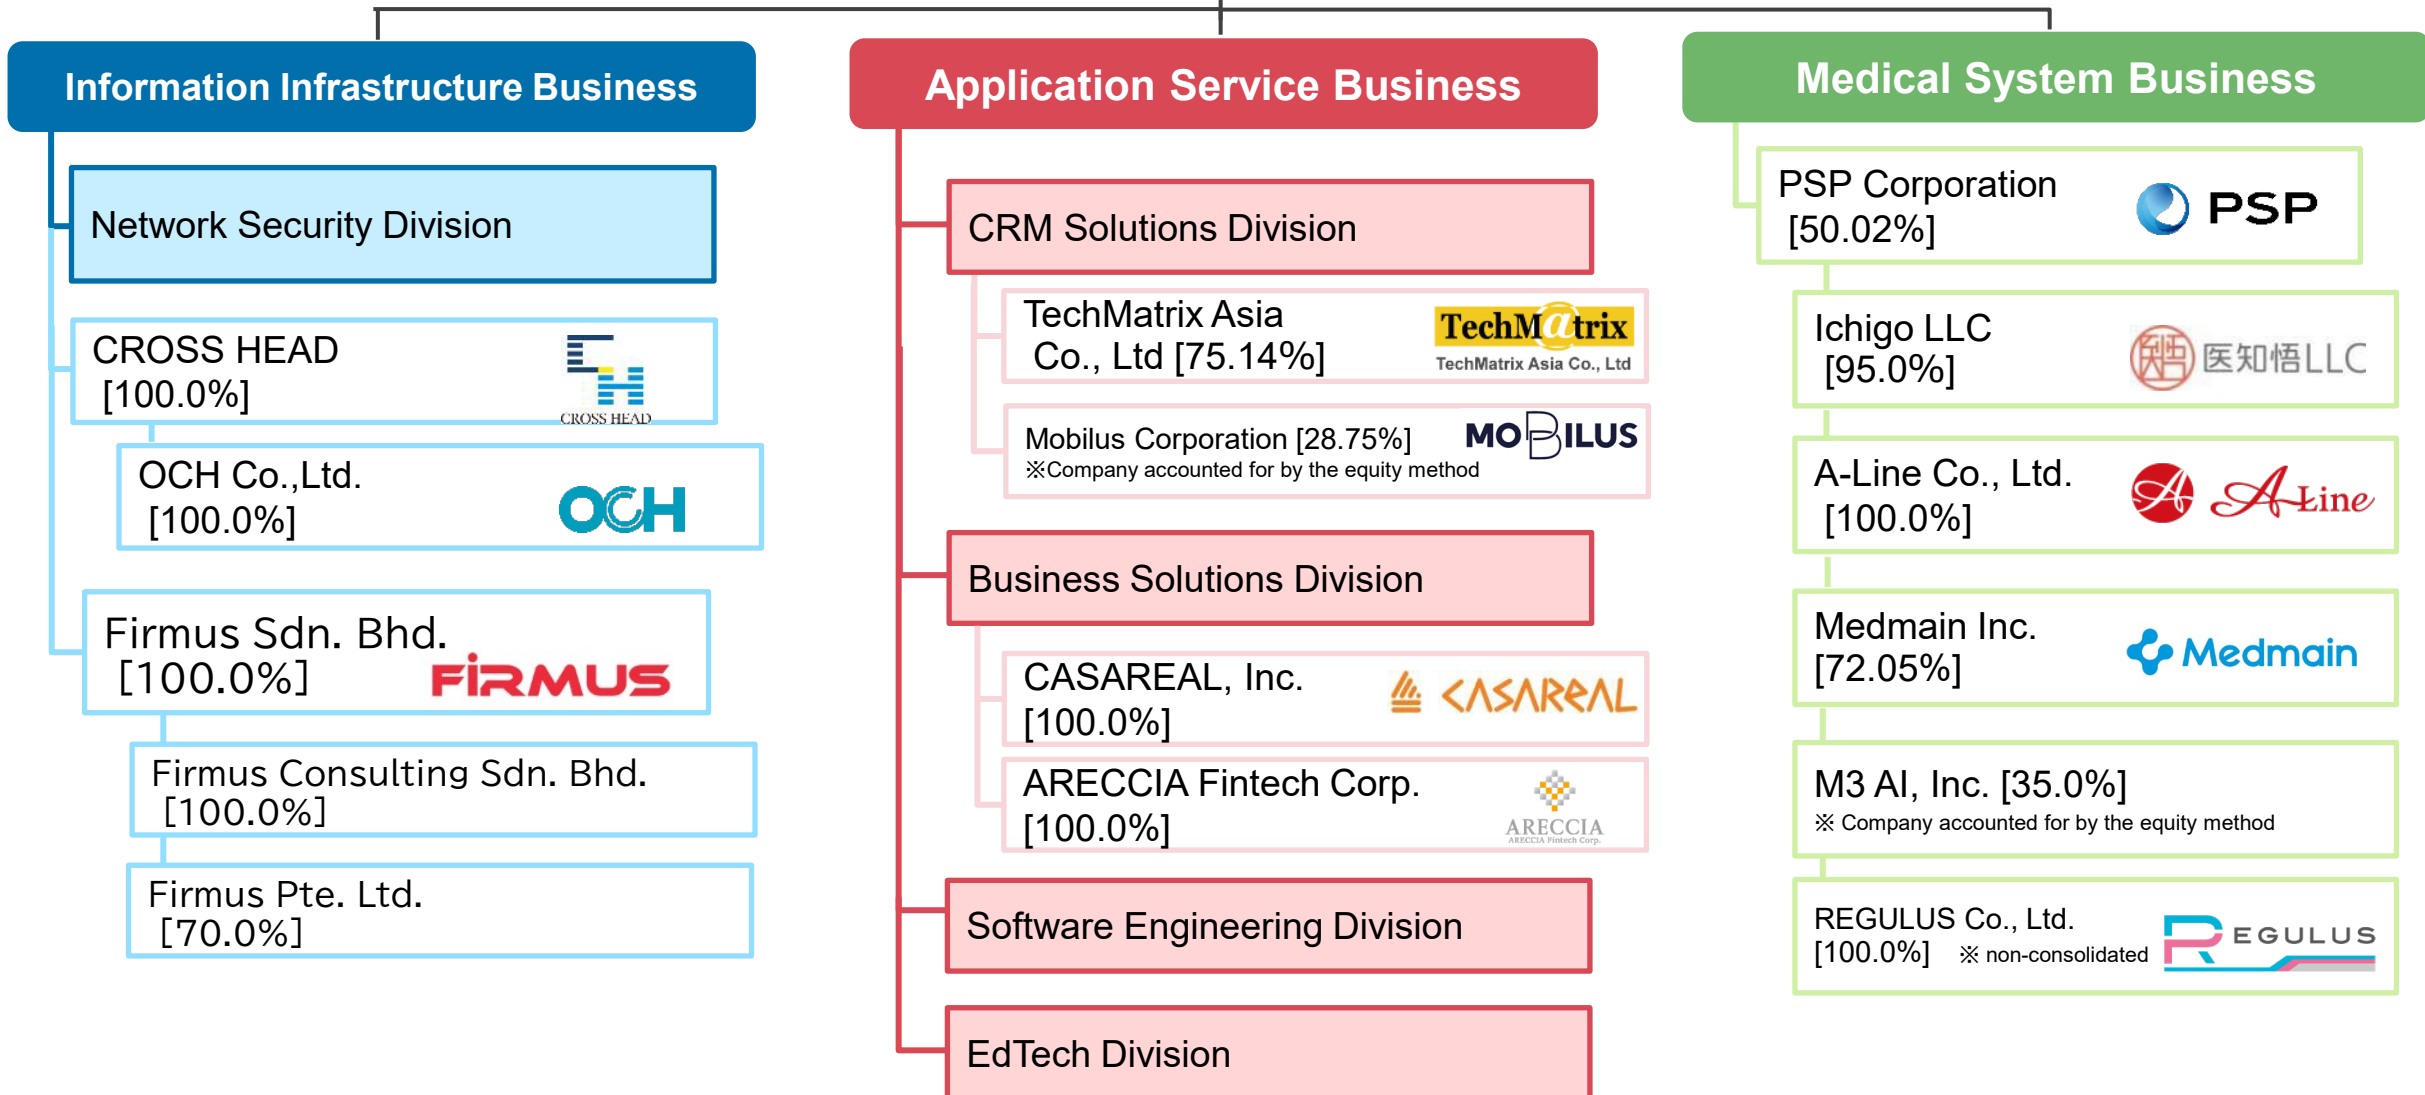 Information Infrastructure Business
Network Security Division
CROSS HEAD
[100.0%]
CROSS HEAD
OCH Co.,Ltd.
[100.0%]
OCH
Firmus Sdn. Bhd.
[100.0%]
FIRMUS
Firmus Consulting Sdn. Bhd.
[100.0%]
Firmus Pte. Ltd.
[70.0%]
Application Service Business
CRM Solutions Division
TechMatrix Asia
Co., Ltd [75.14%]
TechM@trix
TechMatrix Asia Co., Ltd
Mobilus Corporation [28.75%]
※Company accounted for by the equity method
MOBILUS
Business Solutions Division
CASAREAL, Inc.
[100.0%]
CASAREAL
ARECCIA Fintech Corp.
[100.0%]
ARECCIA
ARECCIA Fintech Corp.
Software Engineering Division
EdTech Division
Medical System Business
PSP Corporation
[50.02%]
PSP
Ichigo LLC
[95.0%]
医知悟LLC
A-Line Co., Ltd.
[100.0%]
A A-Line
Medmain Inc.
[72.05%]
Medmain
M3 AI, Inc. [35.0%]
※ Company accounted for by the equity method
REGULUS Co., Ltd.
[100.0%] ※ non-consolidated
REGULUS